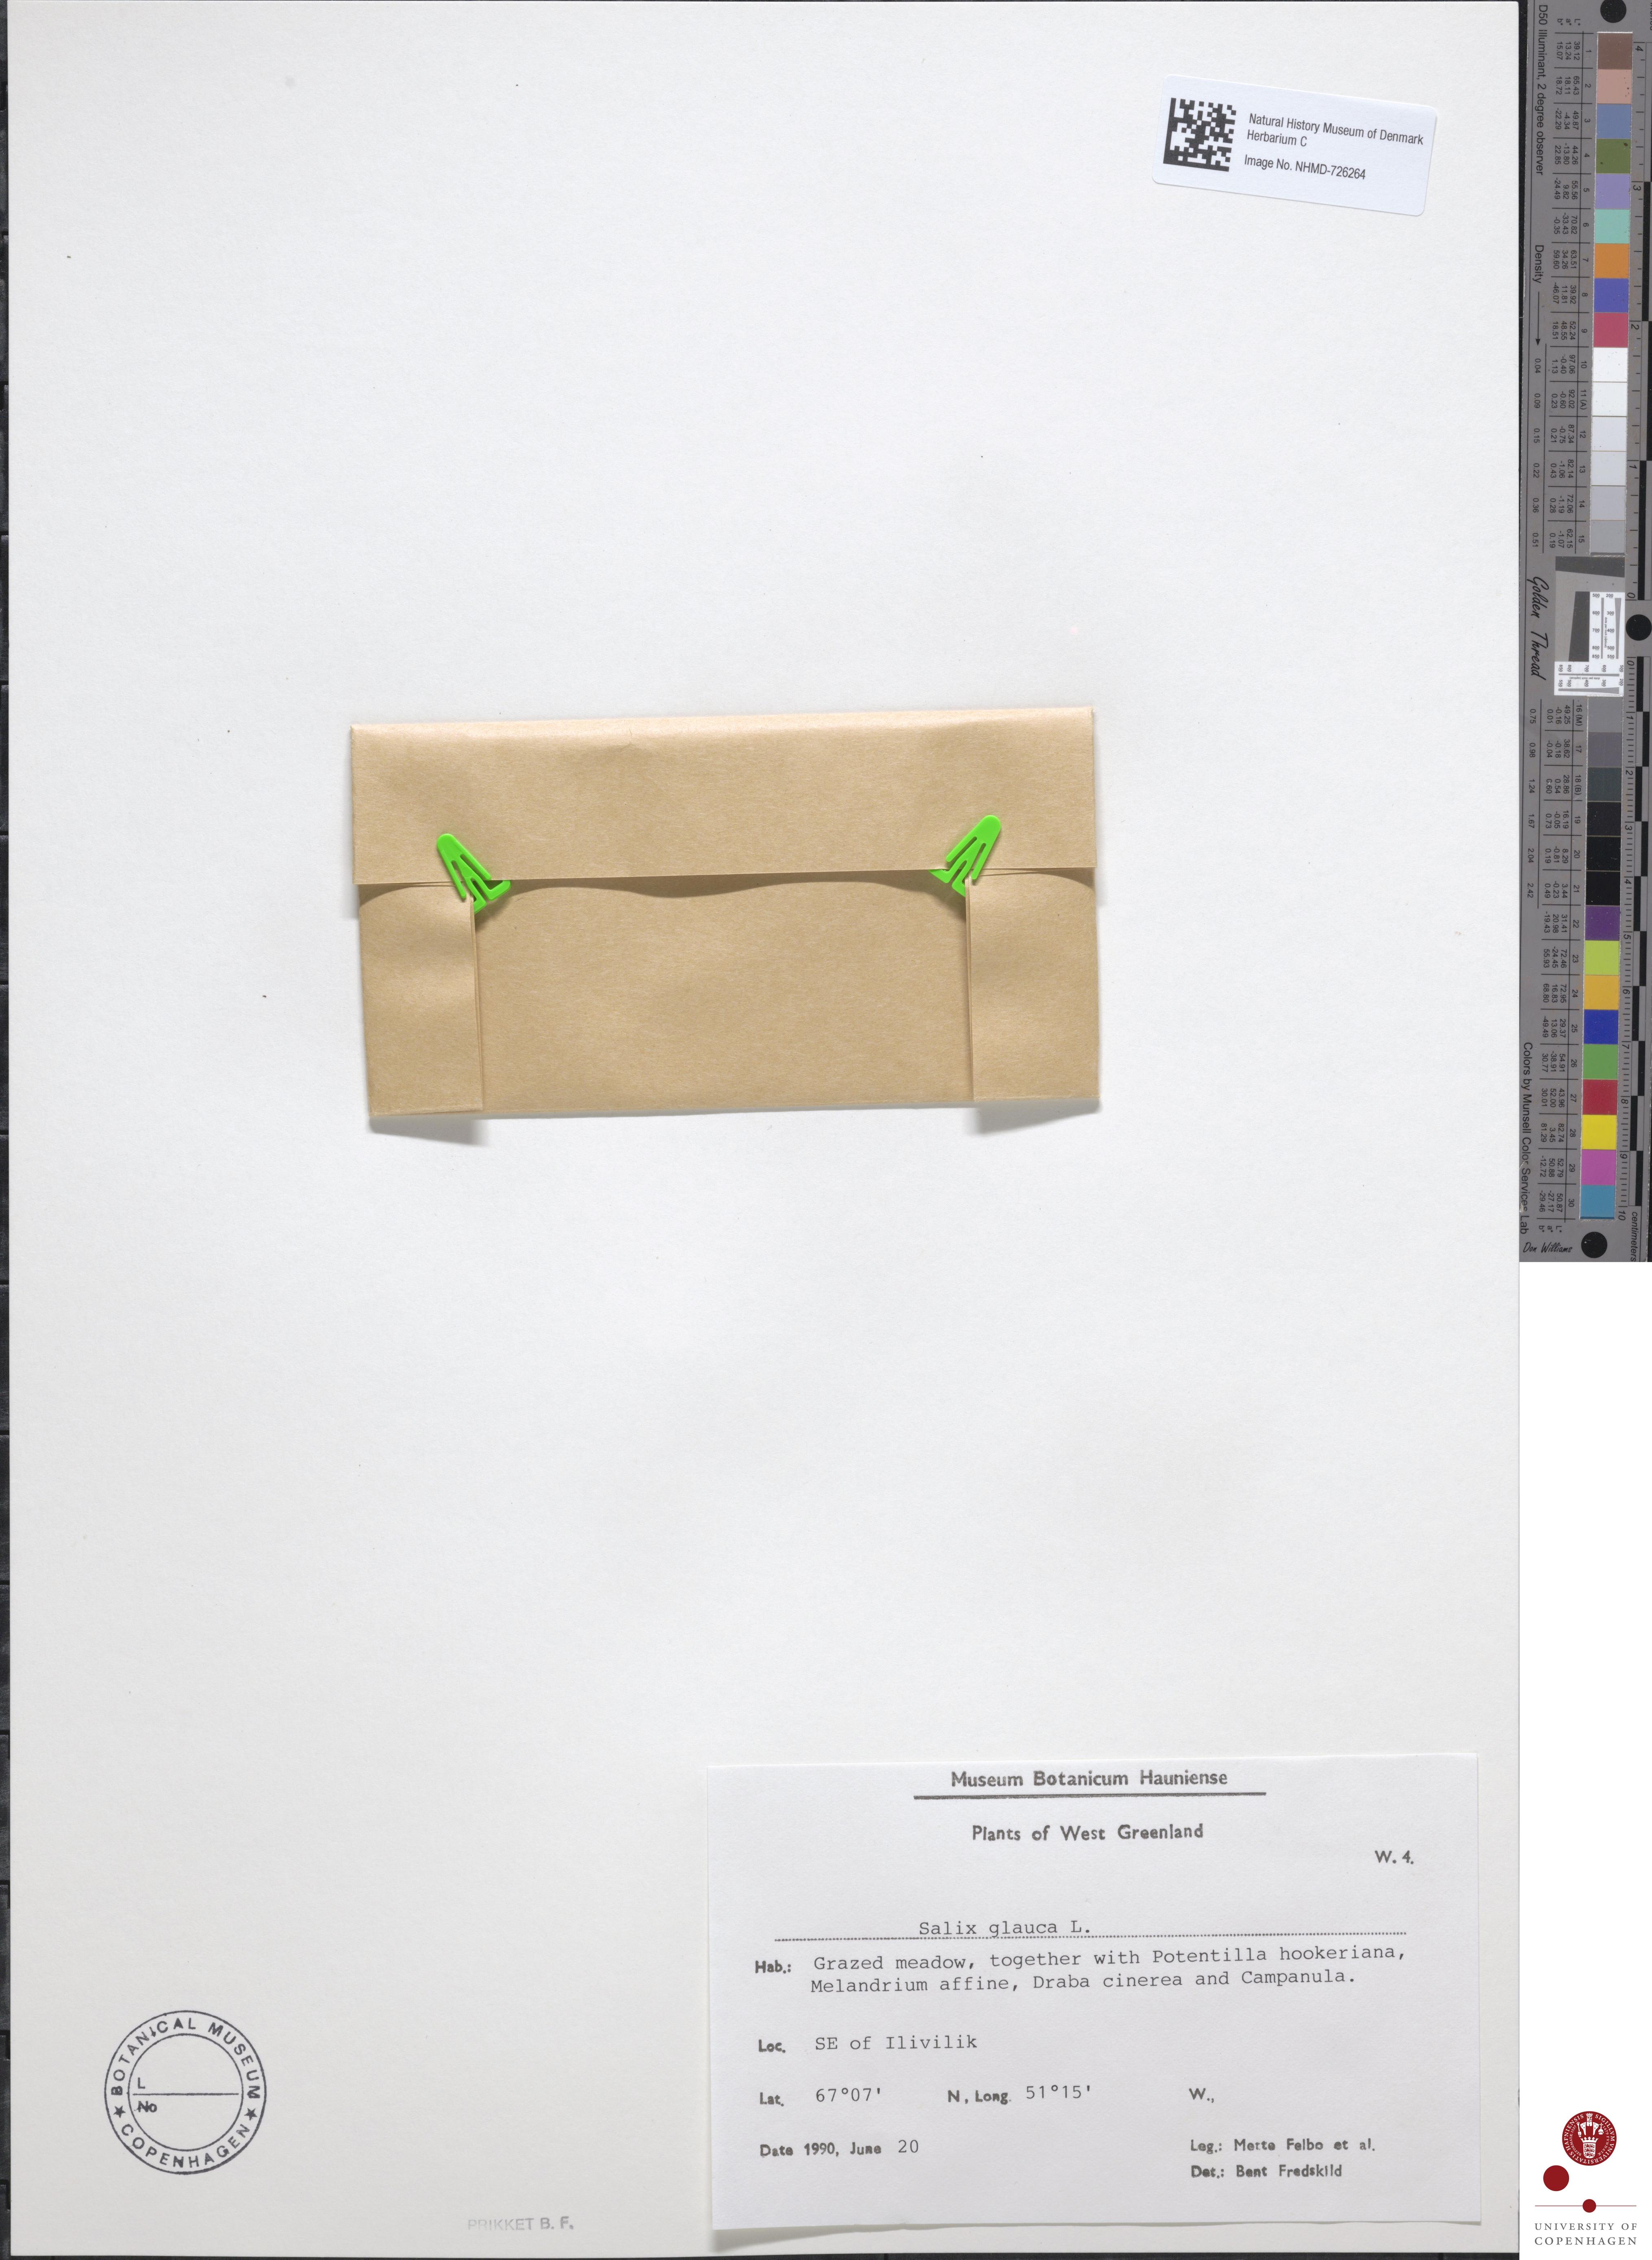 Natural History Museum of Denmark
Herbarium C
Image No. NHMD-726264
Museum Botanicum Hauniense
Plants of West Greenland
W. 4.
Salix glauca L.
Hab.: Grazed meadow, together with Potentilla hookeriana,
Melandrium affine, Draba cinerea and Campanula.
Loc. SE of Ilivilik
Lat. 67°07' N, Long. 51°15' W.,
Date 1990, June 20
Leg.: Merte Felbo et al.
Det.: Bent Fredskild
BOTANICAL MUSEUM
L
No
COPENHAGEN
PRIKKET B. F.
D50 Illuminant, 2 degree observer
Density
Golden Thread
Colors by Munsell Color Services Lab
Don Williams
centimeters
UNIVERSITY OF
COPENHAGEN